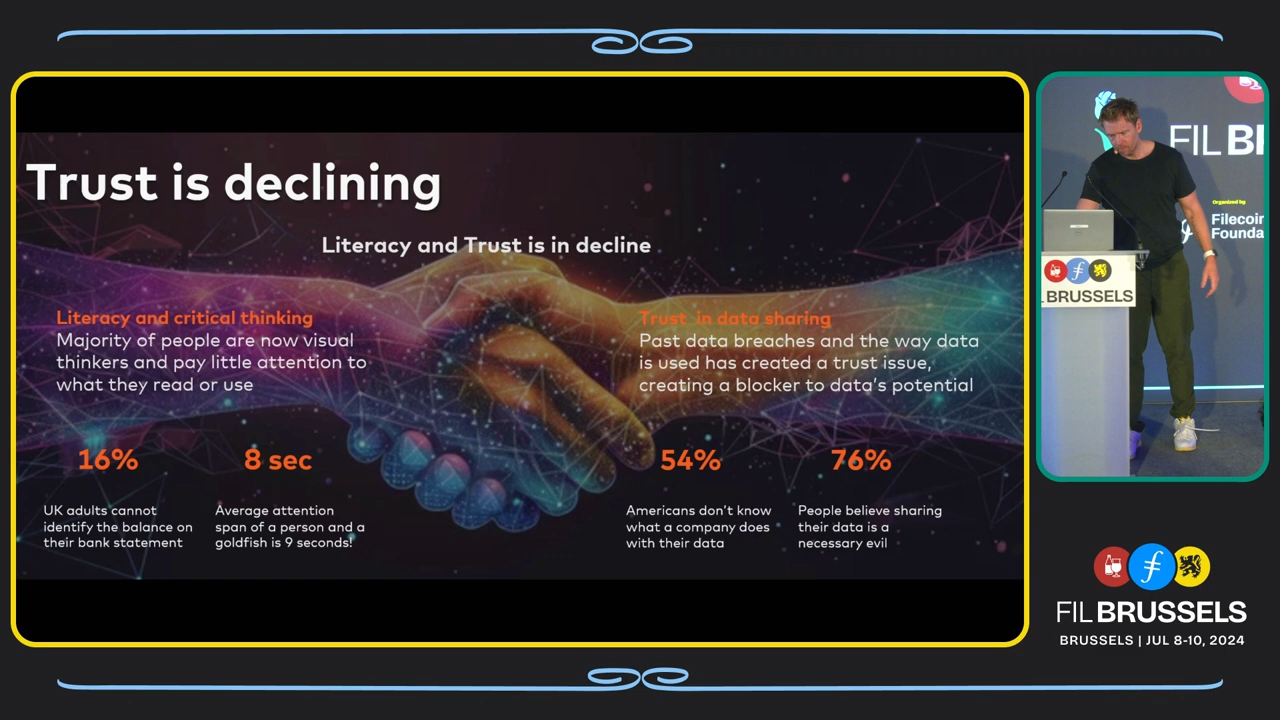 Trust is declining
Literacy and Trust is in decline
Literacy and critical thinking
Majority of people are now visual
thinkers and pay little attention to
what they read or use
Trust in data sharing
Past data breaches and the way data
is used has created a trust issue,
creating a blocker to data's potential
16%
8 sec
54%
76%
UK adults cannot
identify the balance on
their bank statement
Average attention
span of a person and a
goldfish is 9 seconds!
Americans don't know
what a company does
with their data
People believe sharing
their data is a
necessary evil
FIL BR
Organized by
Filecoin
Founda
BRUSSELS
FIL BRUSSELS
BRUSSELS | JUL 8-10, 2024